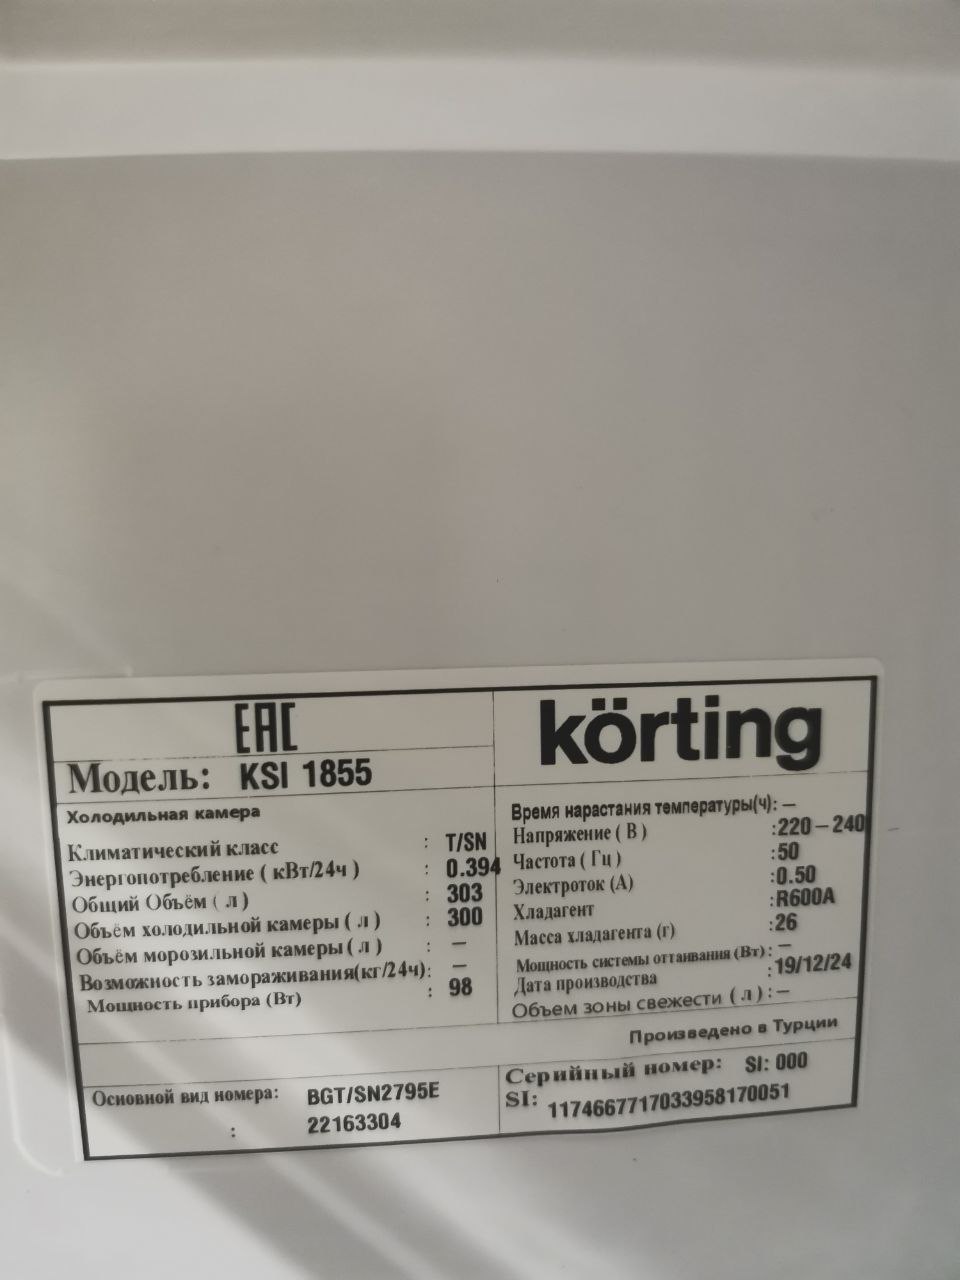 EAC
körting
Модель: KSI 1855
Холодильная камера
Климатический класс : T/SN
Энергопотребление ( кВт/24ч ) : 0.394
Общий Объём ( л ) : 303
Объём холодильной камеры ( л ) : 300
Объём морозильной камеры ( л ) : –
Возможность замораживания(кг/24ч): –
Мощность прибора (Вт) : 98
Время нарастания температуры(ч): –
Напряжение ( В ) :220 – 240
Частота ( Гц ) :50
Электроток (А) :0.50
Хладагент :R600A
Масса хладагента (г) :26
Мощность системы оттаивания (Вт): –
Дата производства :19/12/24
Объем зоны свежести ( л ): –
Произведено в Турции
Основной вид номера: BGT/SN2795E
: 22163304
Серийный номер: SI: 000
SI: 1174667717033958170051